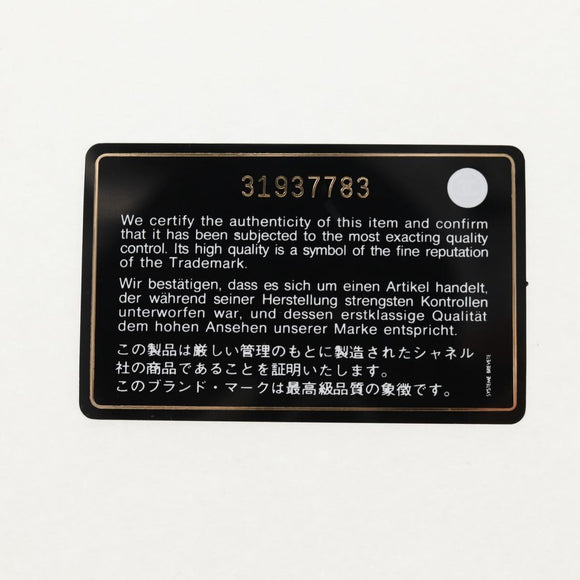 31937783
We certify the authenticity of this item and confirm
that it has been subjected to the most exacting quality
control. Its high quality is a symbol of the fine reputation
of the Trademark.
Wir bestätigen, dass es sich um einen Artikel handelt,
der während seiner Herstellung strengsten Kontrollen
unterworfen war, und dessen erstklassige Qualität
dem hohen Ansehen unserer Marke entspricht.
この製品は厳しい管理のもとに製造されたシャネル
社の商品であることを証明いたします。
このブランド・マークは最高級品質の象徴です。
SYSTEME BREVETE